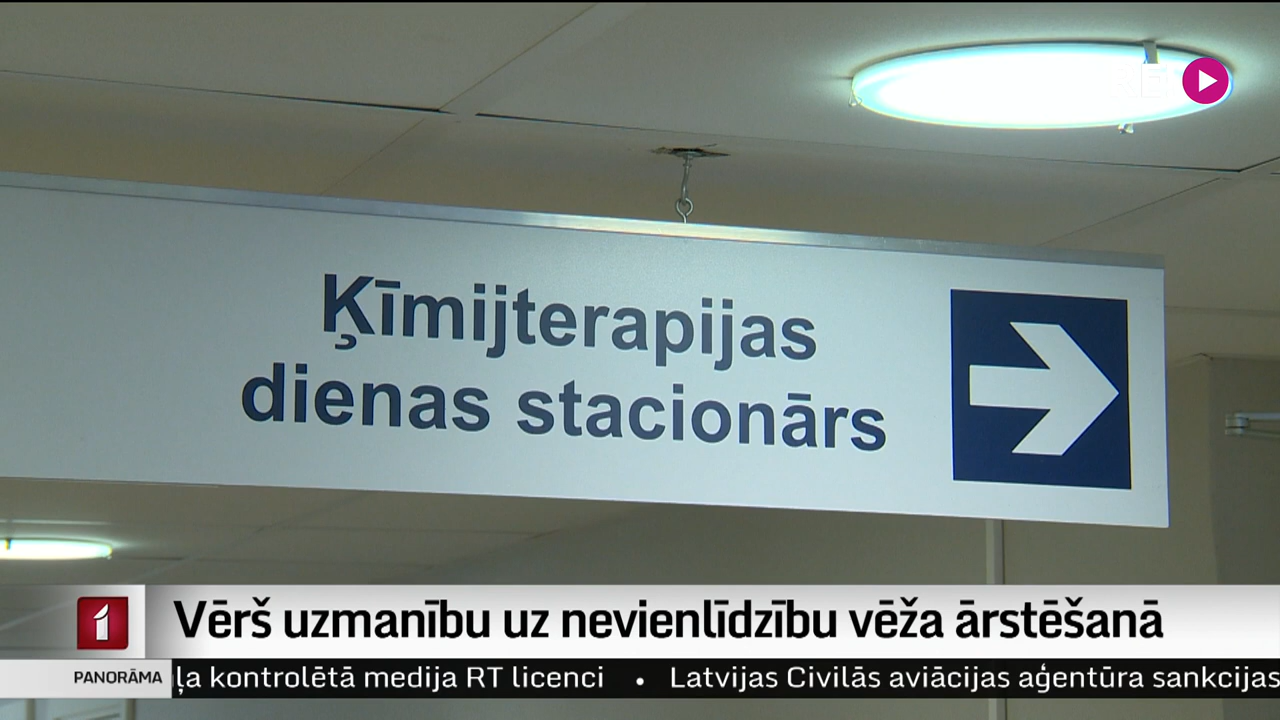 Ķīmijterapijas
dienas stacionārs
1
Vērš uzmanību uz nevienlīdzību vēža ārstēšanā
PANORĀMA
ļa kontrolētā medija RT licenci • Latvijas Civilās aviācijas aģentūra sankcijas